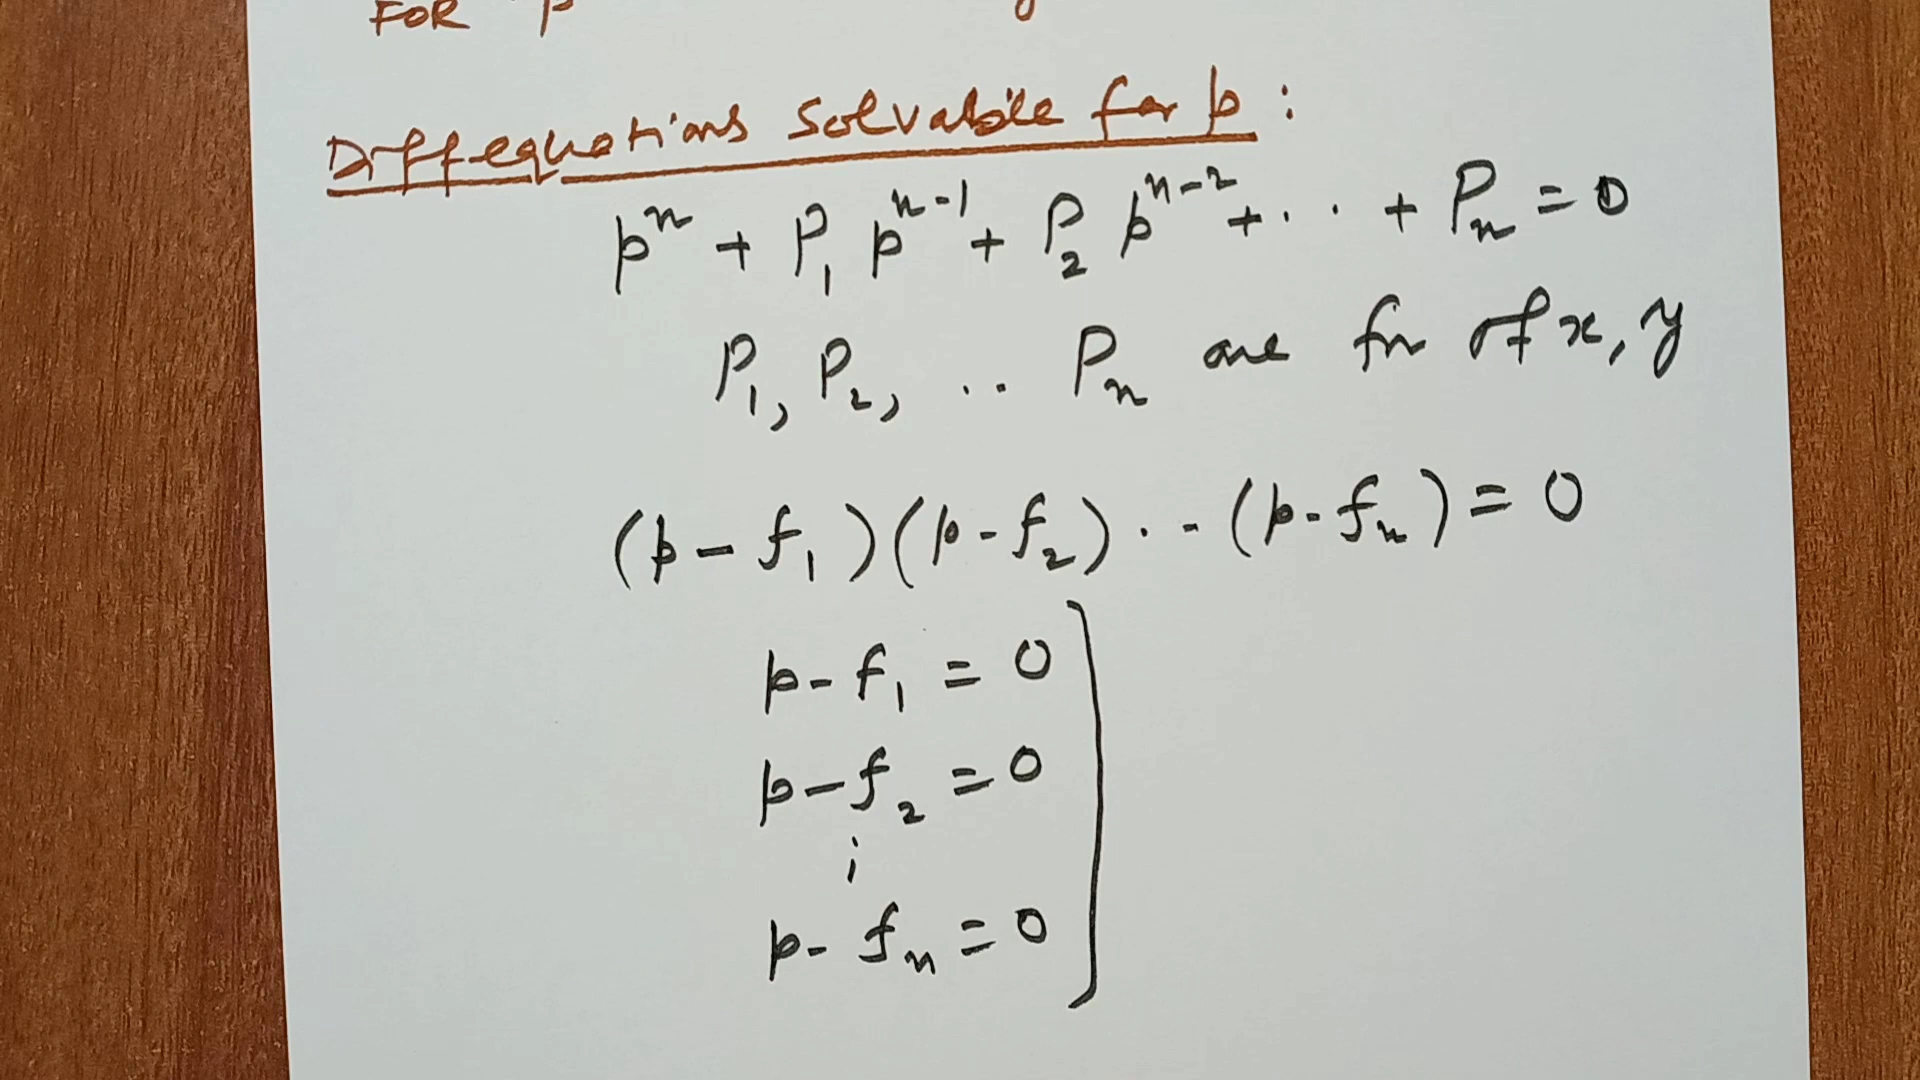 FOR p
Diff equations solvable for p :
pⁿ + P₁ pⁿ⁻¹ + P₂ pⁿ⁻² + . . . + Pₙ = 0
P₁, P₂, .. Pₙ are fn of x, y
(p - f₁)(p - f₂) . . (p - fₙ) = 0
p - f₁ = 0
p - f₂ = 0
⋮
p - fₙ = 0